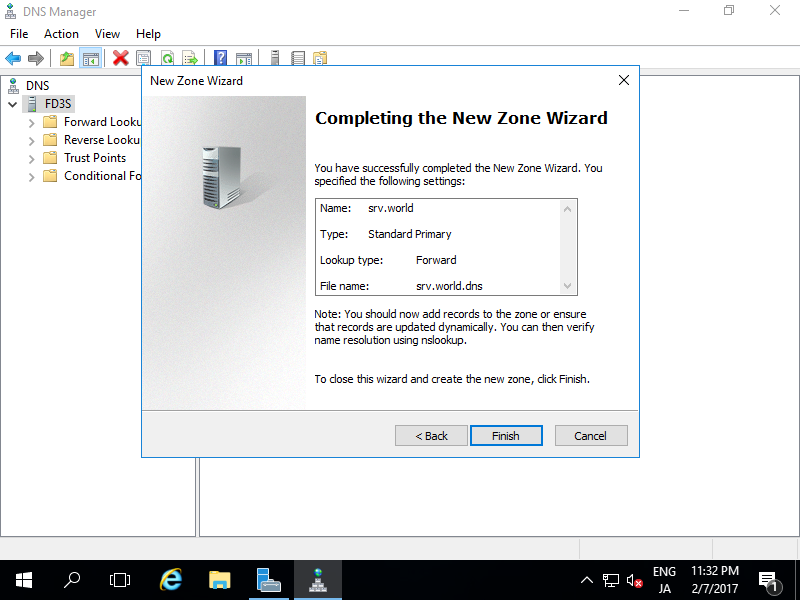 DNS Manager
File Action View Help
DNS
FD3S
Forward Looku
Reverse Looku
Trust Points
Conditional Fo
New Zone Wizard
Completing the New Zone Wizard
You have successfully completed the New Zone Wizard. You
specified the following settings:
Name: srv.world
Type: Standard Primary
Lookup type: Forward
File name: srv.world.dns
Note: You should now add records to the zone or ensure
that records are updated dynamically. You can then verify
name resolution using nslookup.
To close this wizard and create the new zone, click Finish.
< Back Finish Cancel
ENG 11:32 PM
JA 2/7/2017
1